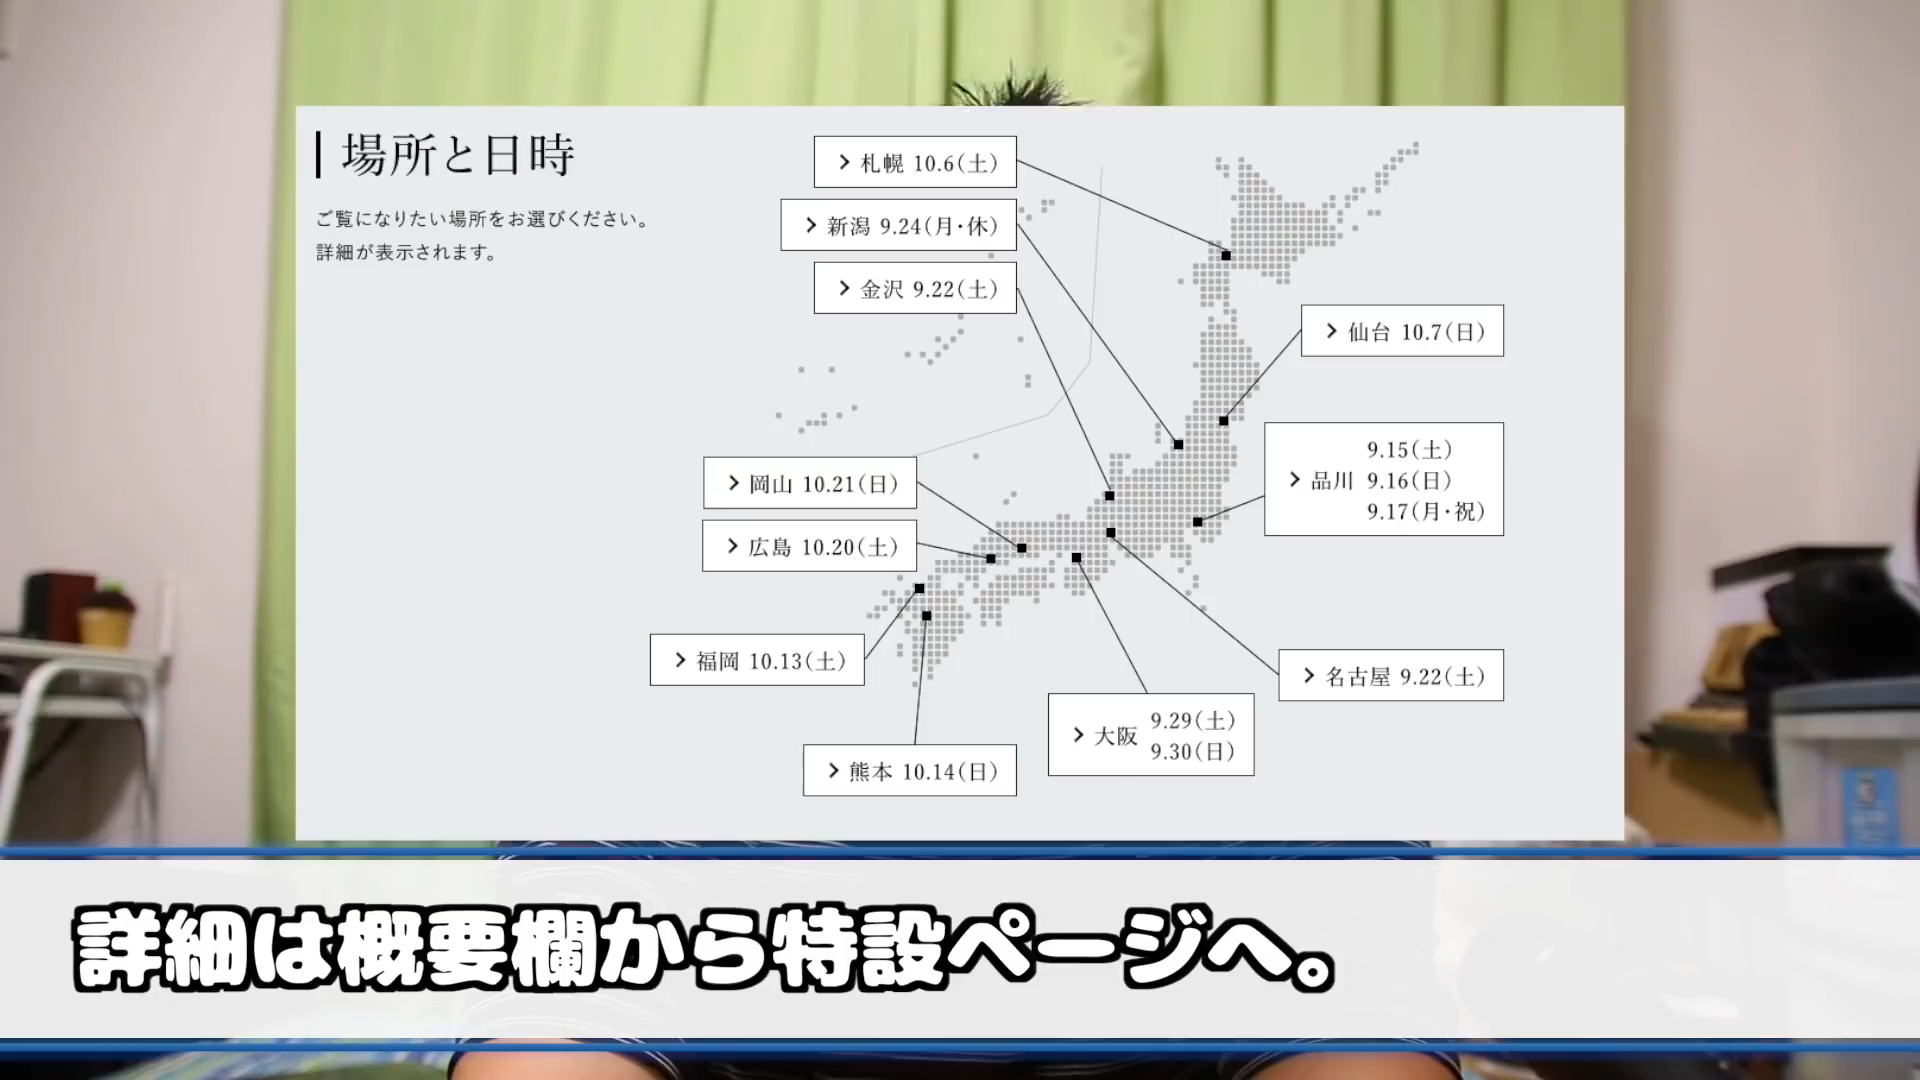 場所と日時
ご覧になりたい場所をお選びください。
詳細が表示されます。
札幌 10.6(土)
新潟 9.24(月・休)
金沢 9.22(土)
仙台 10.7(日)
9.15(土)
品川 9.16(日)
9.17(月・祝)
岡山 10.21(日)
広島 10.20(土)
福岡 10.13(土)
名古屋 9.22(土)
9.29(土)
大阪
9.30(日)
熊本 10.14(日)
詳細は概要欄から特設ページへ。